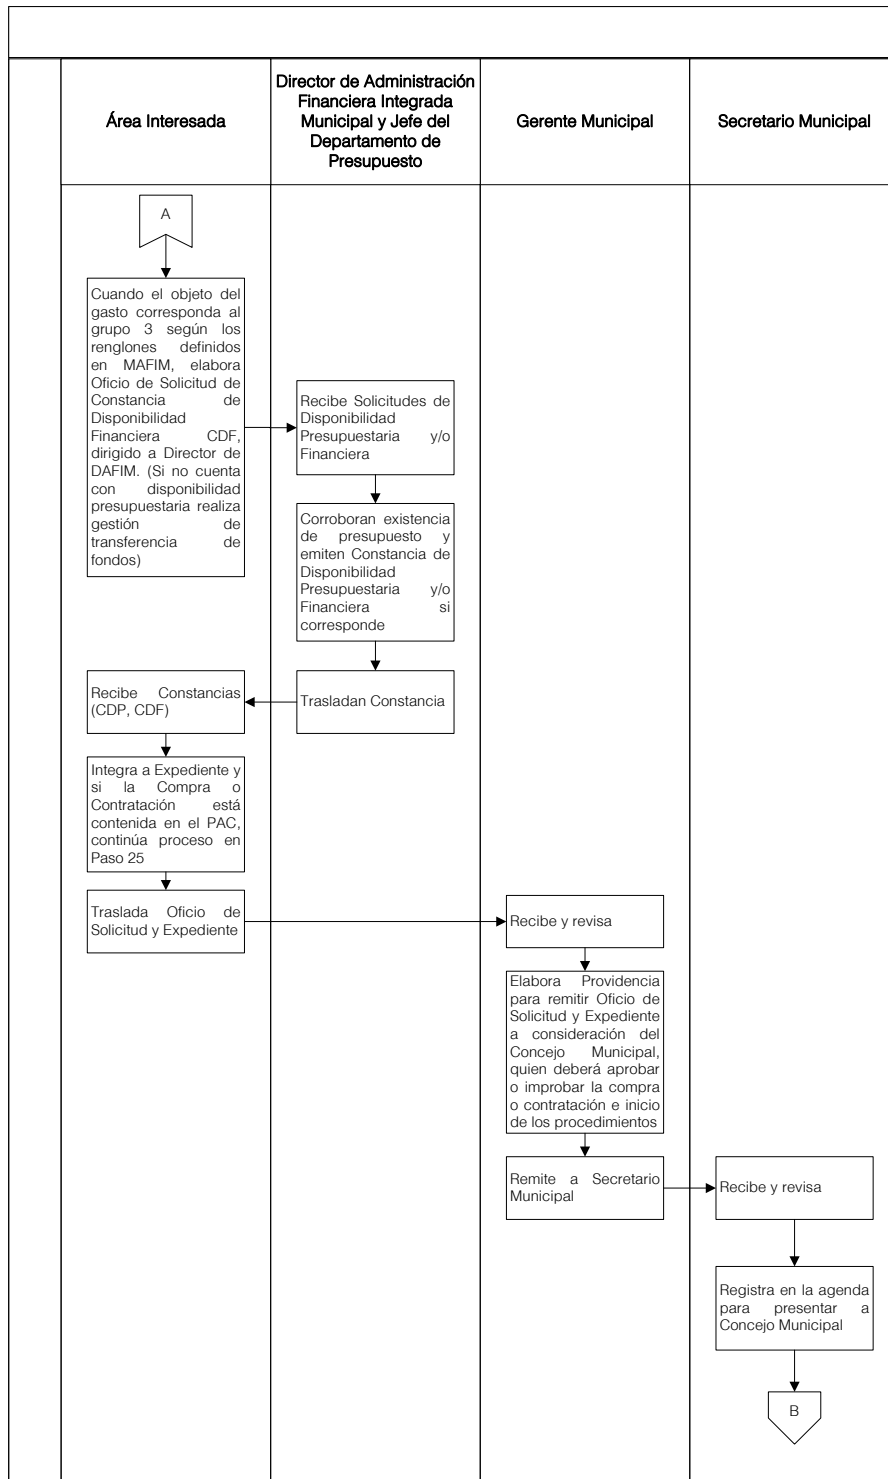 Área Interesada
Director de Administración
Financiera Integrada
Municipal y Jefe del
Departamento de
Presupuesto
Gerente Municipal
Secretario Municipal
A
Cuando el objeto del
gasto corresponda al
grupo 3 según los
renglones definidos
en MAFIM, elabora
Oficio de Solicitud de
Constancia de
Disponibilidad
Financiera CDF,
dirigido a Director de
DAFIM. (Si no cuenta
con disponibilidad
presupuestaria realiza
gestión de
transferencia de
fondos)
Recibe Solicitudes de
Disponibilidad
Presupuestaria y/o
Financiera
Corroboran existencia
de presupuesto y
emiten Constancia de
Disponibilidad
Presupuestaria y/o
Financiera si
corresponde
Trasladan Constancia
Recibe Constancias
(CDP, CDF)
Integra a Expediente y
si la Compra o
Contratación está
contenida en el PAC,
continúa proceso en
Paso 25
Traslada Oficio de
Solicitud y Expediente
Recibe y revisa
Elabora Providencia
para remitir Oficio de
Solicitud y Expediente
a consideración del
Concejo Municipal,
quien deberá aprobar
o improbar la compra
o contratación e inicio
de los procedimientos
Remite a Secretario
Municipal
Recibe y revisa
Registra en la agenda
para presentar a
Concejo Municipal
B